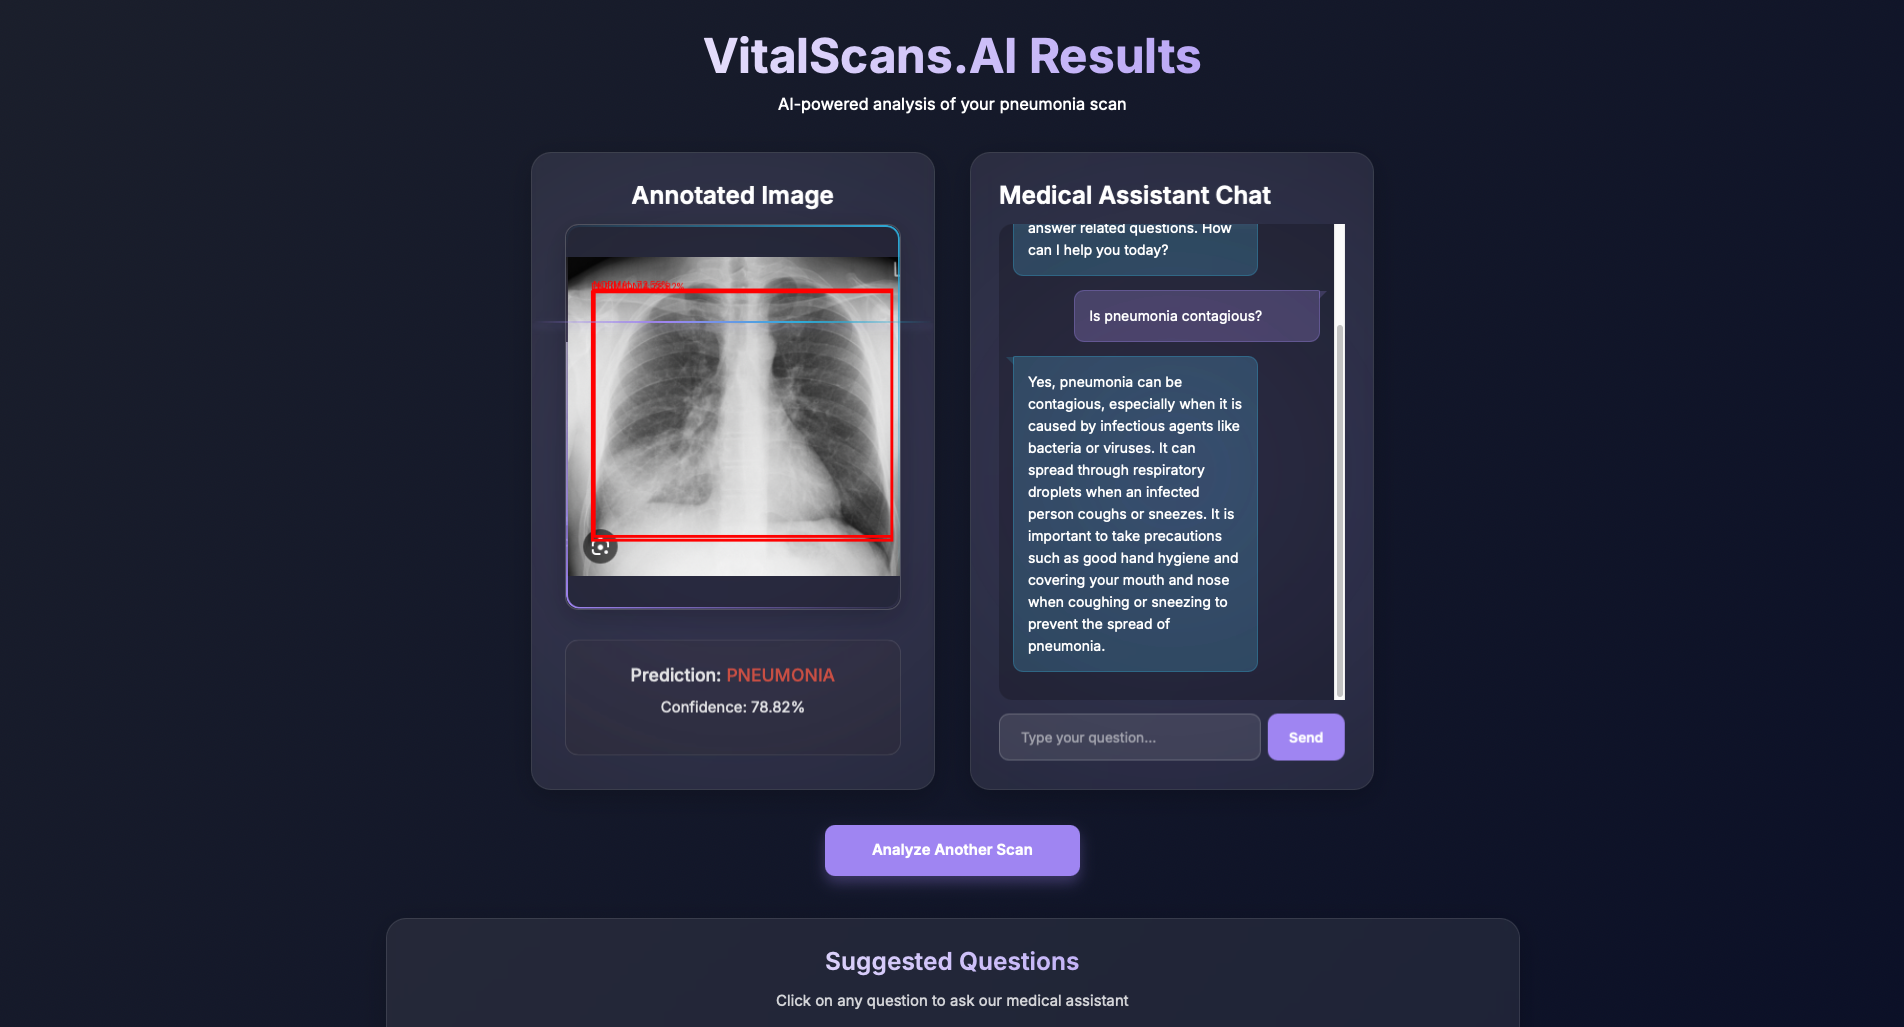 VitalScans.AI Results
AI-powered analysis of your pneumonia scan
Annotated Image
L
Prediction: PNEUMONIA
Confidence: 78.82%
Medical Assistant Chat
answer related questions. How
can I help you today?
Is pneumonia contagious?
Yes, pneumonia can be
contagious, especially when it is
caused by infectious agents like
bacteria or viruses. It can
spread through respiratory
droplets when an infected
person coughs or sneezes. It is
important to take precautions
such as good hand hygiene and
covering your mouth and nose
when coughing or sneezing to
prevent the spread of
pneumonia.
Type your question...
Send
Analyze Another Scan
Suggested Questions
Click on any question to ask our medical assistant